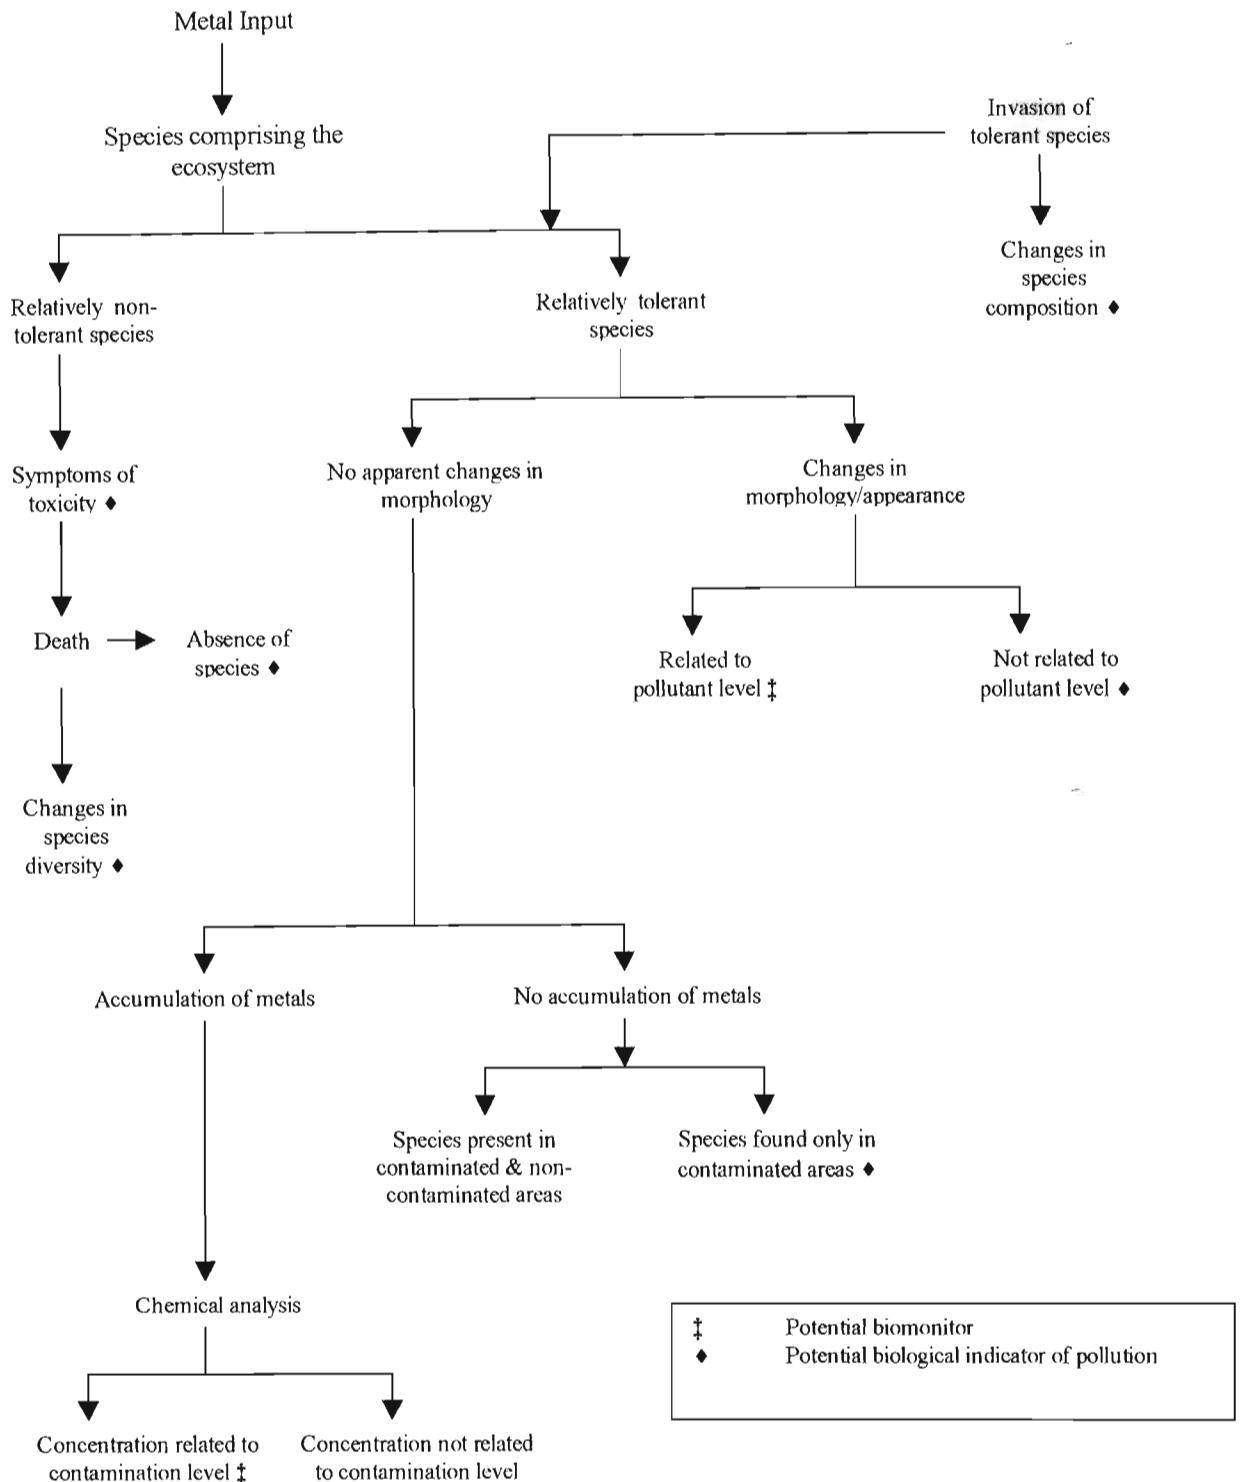 Metal Input
Species comprising the
ecosystem
Invasion of
tolerant species
Changes in
species
composition ♦
Relatively non-
tolerant species
Relatively tolerant
species
Symptoms of
toxicity ♦
No apparent changes in
morphology
Changes in
morphology/appearance
Death
Absence of
species ♦
Related to
pollutant level ‡
Not related to
pollutant level ♦
Changes in
species
diversity ♦
Accumulation of metals
No accumulation of metals
Species present in
contaminated & non-
contaminated areas
Species found only in
contaminated areas ♦
Chemical analysis
‡ Potential biomonitor
♦ Potential biological indicator of pollution
Concentration related to
contamination level ‡
Concentration not related
to contamination level